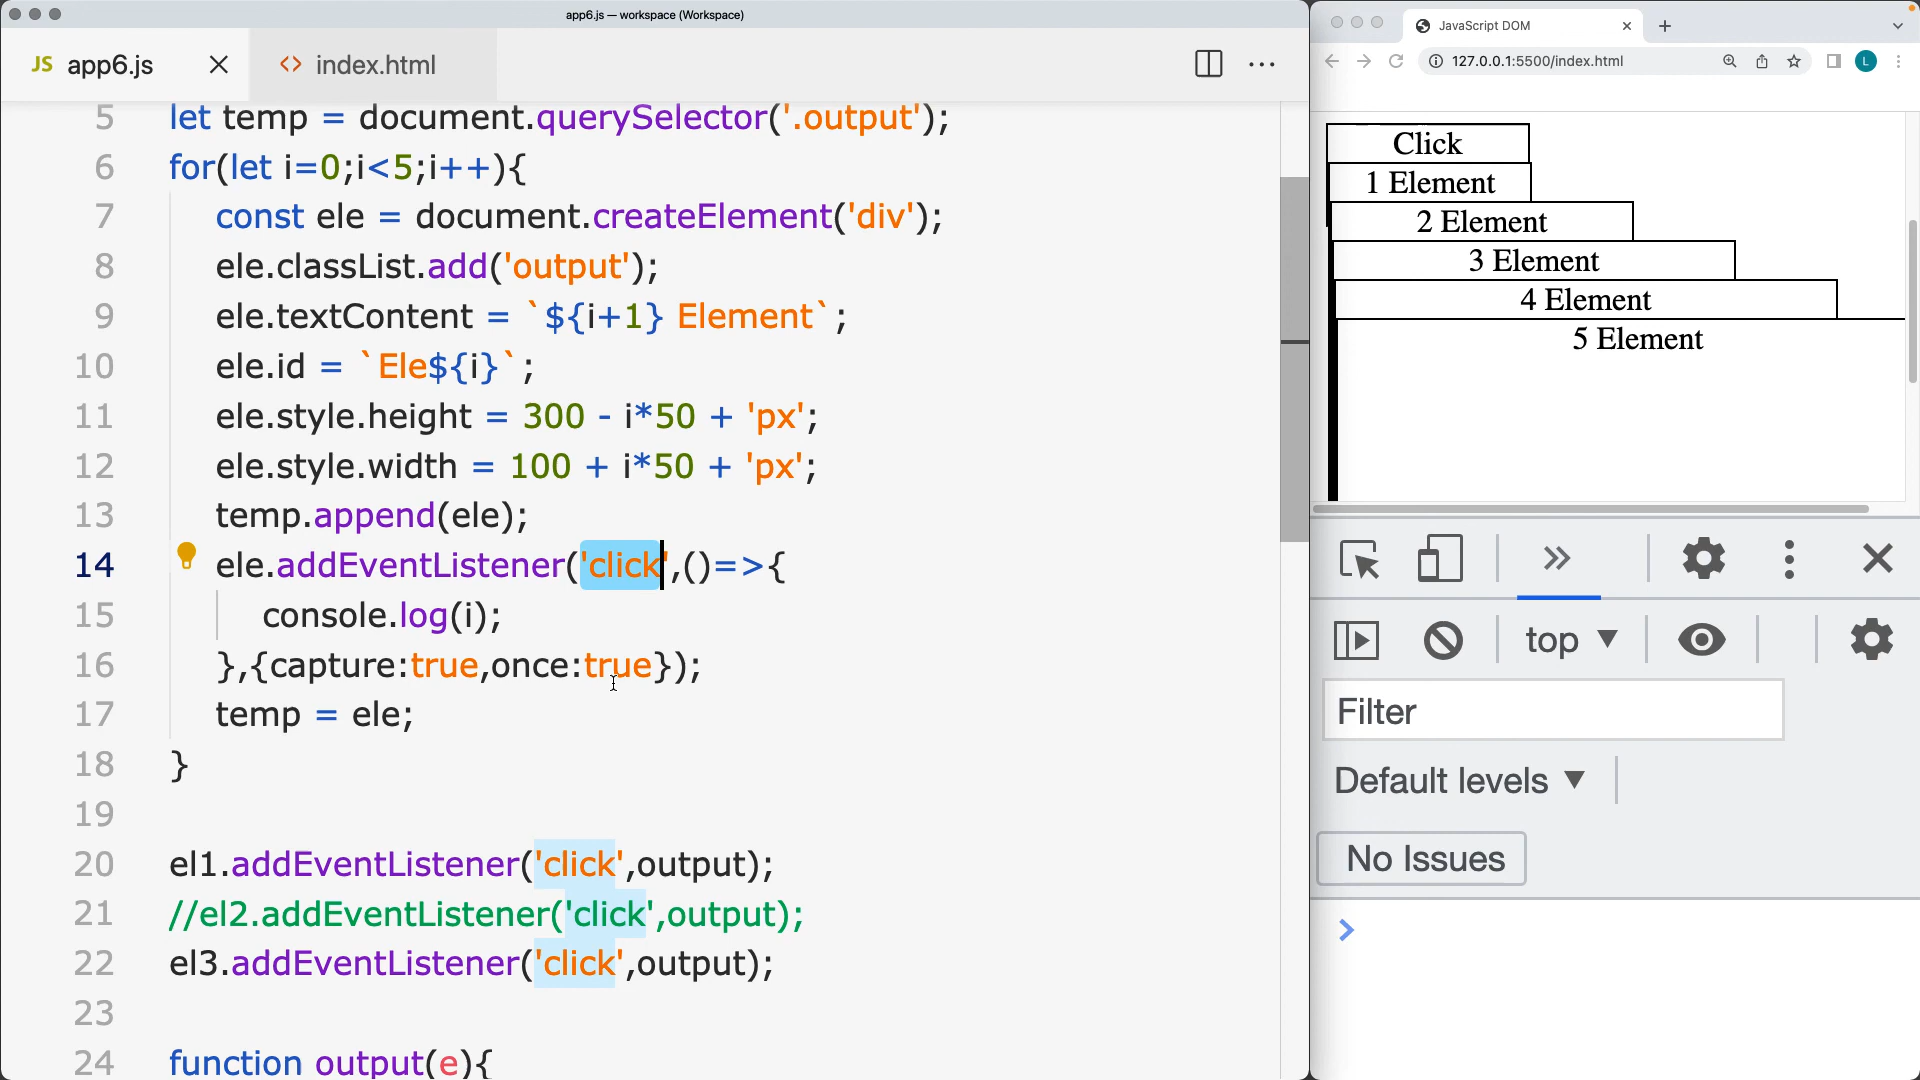 app6.js — workspace (Workspace)
JS app6.js
<> index.html
5 let temp = document.querySelector('.output');
6 for(let i=0;i<5;i++){
7 const ele = document.createElement('div');
8 ele.classList.add('output');
9 ele.textContent = `${i+1} Element`;
10 ele.id = `Ele${i}`;
11 ele.style.height = 300 - i*50 + 'px';
12 ele.style.width = 100 + i*50 + 'px';
13 temp.append(ele);
14 ele.addEventListener('click',()=>{
15 console.log(i);
16 },{capture:true,once:true});
17 temp = ele;
18 }
19
20 el1.addEventListener('click',output);
21 //el2.addEventListener('click',output);
22 el3.addEventListener('click',output);
23
24 function output(e){
JavaScript DOM
127.0.0.1:5500/index.html
L
Click
1 Element
2 Element
3 Element
4 Element
5 Element
top
Filter
Default levels
No Issues